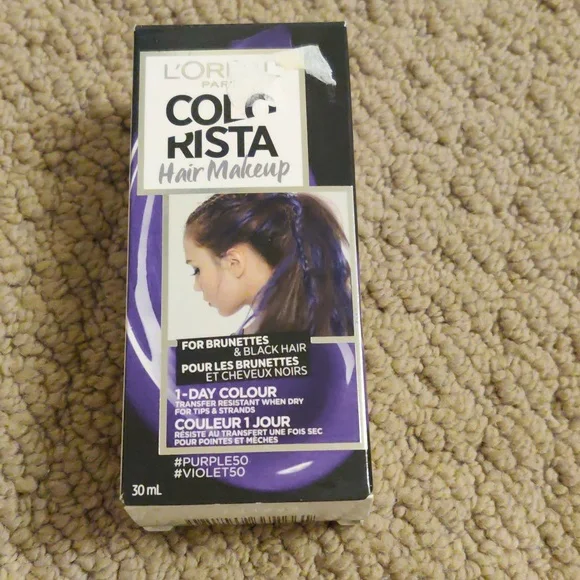 L'ORÉAL
PARIS
COLO
RISTA
Hair Makeup
FOR BRUNETTES
& BLACK HAIR
POUR LES BRUNETTES
ET CHEVEUX NOIRS
1-DAY COLOUR
TRANSFER RESISTANT WHEN DRY
FOR TIPS & STRANDS
COULEUR 1 JOUR
RÉSISTE AU TRANSFERT UNE FOIS SEC
POUR POINTES ET MÈCHES
#PURPLE50
#VIOLET50
30 mL